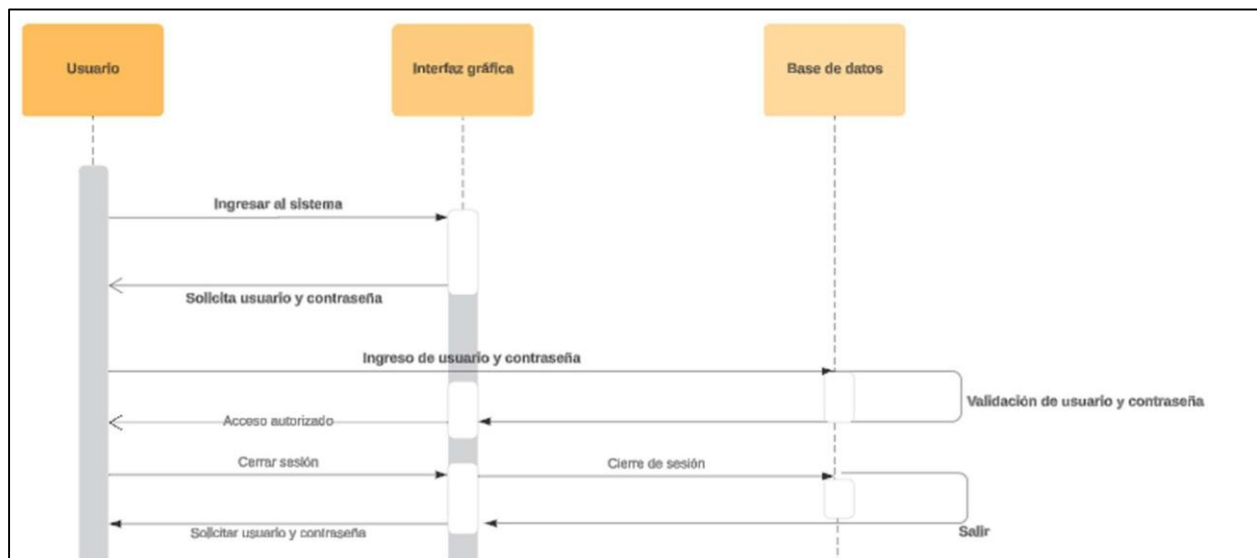 Usuario
Interfaz gráfica
Base de datos
Ingresar al sistema
Solicita usuario y contraseña
Ingreso de usuario y contraseña
Validación de usuario y contraseña
Acceso autorizado
Cerrar sesión
Cierre de sesión
Solicitar usuario y contraseña
Salir